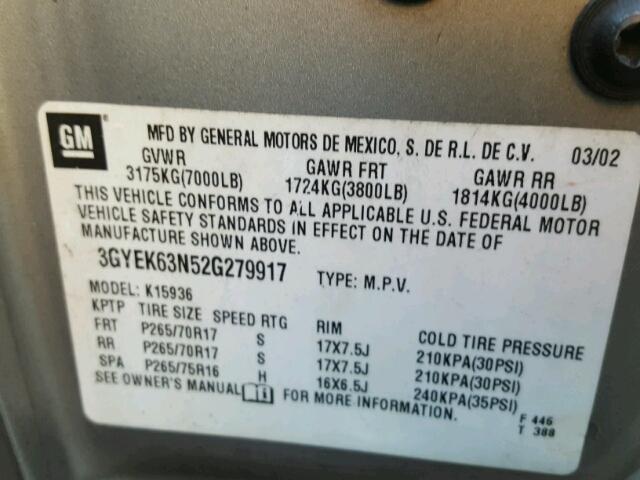 GM
MFD BY GENERAL MOTORS DE MEXICO, S. DE R.L. DE C.V. 03/02
GVWR GAWR FRT GAWR RR
3175KG(7000LB) 1724KG(3800LB) 1814KG(4000LB)
THIS VEHICLE CONFORMS TO ALL APPLICABLE U.S. FEDERAL MOTOR
VEHICLE SAFETY STANDARDS IN EFFECT ON THE DATE OF
MANUFACTURE SHOWN ABOVE.
3GYEK63N52G279917 TYPE: M.P.V.
MODEL: K15936
KPTP TIRE SIZE SPEED RTG RIM COLD TIRE PRESSURE
FRT P265/70R17 S 17X7.5J 210KPA(30PSI)
RR P265/70R17 S 17X7.5J 210KPA(30PSI)
SPA P265/75R16 H 16X6.5J 240KPA(35PSI)
SEE OWNER'S MANUAL FOR MORE INFORMATION.
F 446
T 388